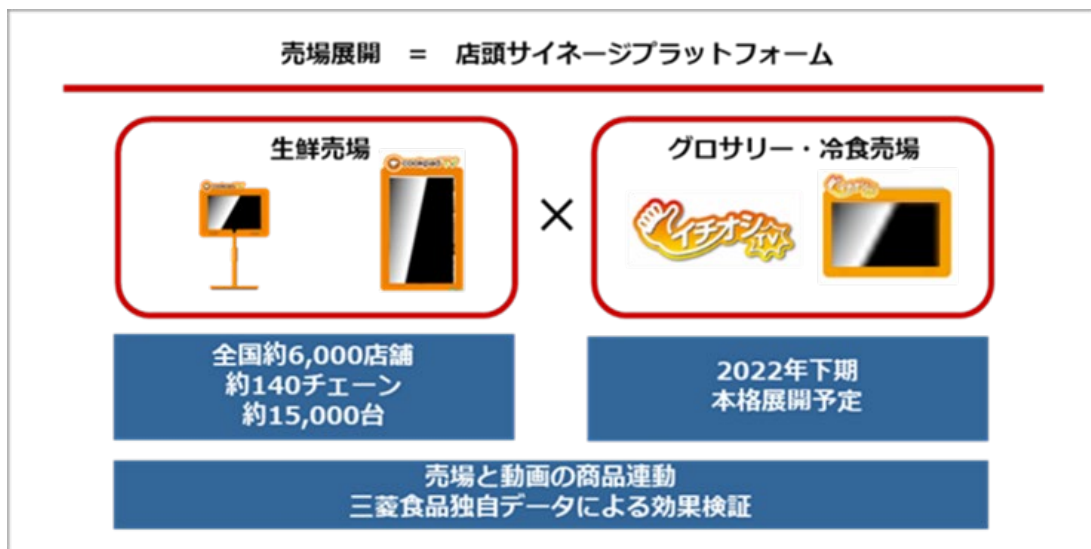 売場展開 = 店頭サイネージプラットフォーム
生鮮売場
cookpad
cookpad
×
グロサリー・冷食売場
イチオシTV
イチオシ
全国約6,000店舗
約140チェーン
約15,000台
2022年下期
本格展開予定
売場と動画の商品連動
三菱食品独自データによる効果検証